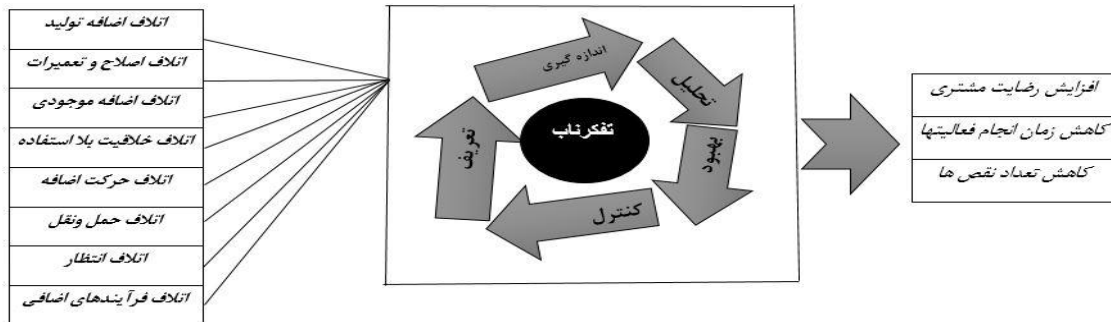 اتلاف اضافه تولید
اتلاف اصلاح و تعمیرات
اتلاف اضافه موجودی
اتلاف خلاقیت بلا استفاده
اتلاف حرکت اضافه
اتلاف حمل ونقل
اتلاف انتظار
اتلاف فرآیندهای اضافی
اندازه گیری
تحلیل
بهبود
کنترل
تعریف
تفکرناب
افزایش رضایت مشتری
کاهش زمان انجام فعالیتها
کاهش تعداد نقص ها